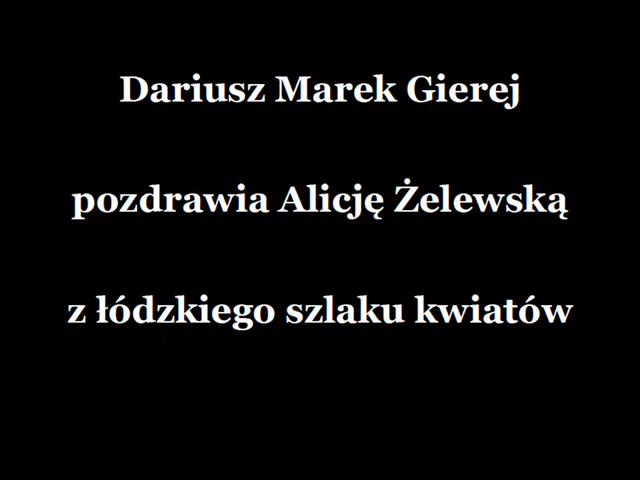 Dariusz Marek Gierej
pozdrawia Alicję Żelewską
z łódzkiego szlaku kwiatów